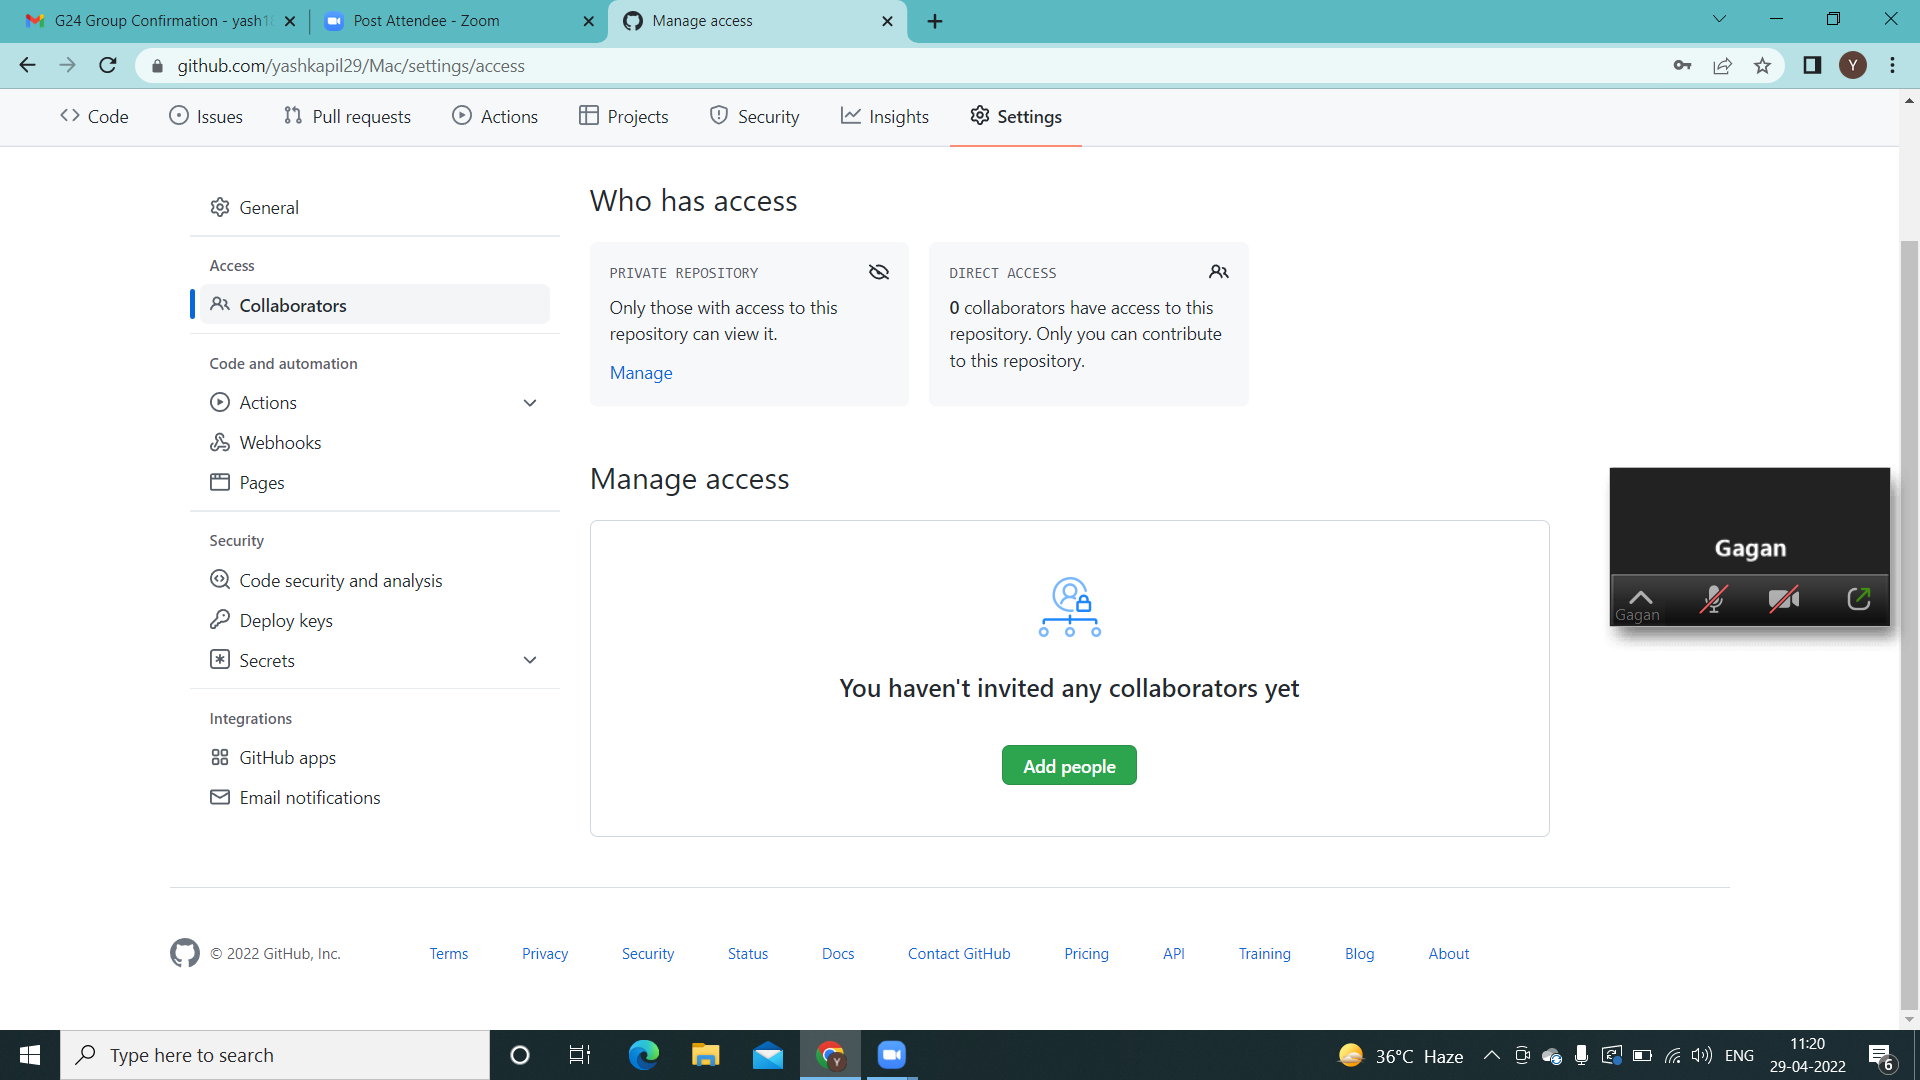 G24 Group Confirmation - yash18
Post Attendee - Zoom
Manage access
github.com/yashkapil29/Mac/settings/access
Y
Code
Issues
Pull requests
Actions
Projects
Security
Insights
Settings
General
Access
Collaborators
Code and automation
Actions
Webhooks
Pages
Security
Code security and analysis
Deploy keys
Secrets
Integrations
GitHub apps
Email notifications
Who has access
PRIVATE REPOSITORY
Only those with access to this
repository can view it.
Manage
DIRECT ACCESS
0 collaborators have access to this
repository. Only you can contribute
to this repository.
Manage access
You haven't invited any collaborators yet
Add people
Gagan
Gagan
© 2022 GitHub, Inc.
Terms
Privacy
Security
Status
Docs
Contact GitHub
Pricing
API
Training
Blog
About
Type here to search
Y
36°C Haze
ENG
11:20
29-04-2022
6